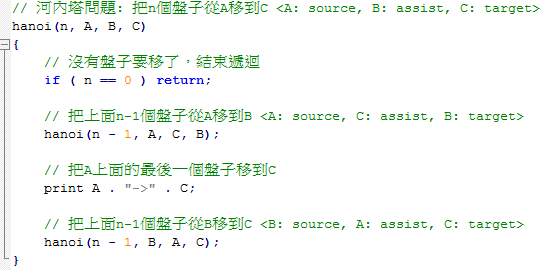 // 河內塔問題: 把n個盤子從A移到C <A: source, B: assist, C: target>
hanoi(n, A, B, C)
{
// 沒有盤子要移了，結束遞迴
if ( n == 0 ) return;
// 把上面n-1個盤子從A移到B <A: source, C: assist, B: target>
hanoi(n - 1, A, C, B);
// 把A上面的最後一個盤子移到C
print A . "->" . C;
// 把上面n-1個盤子從B移到C <B: source, A: assist, C: target>
hanoi(n - 1, B, A, C);
}